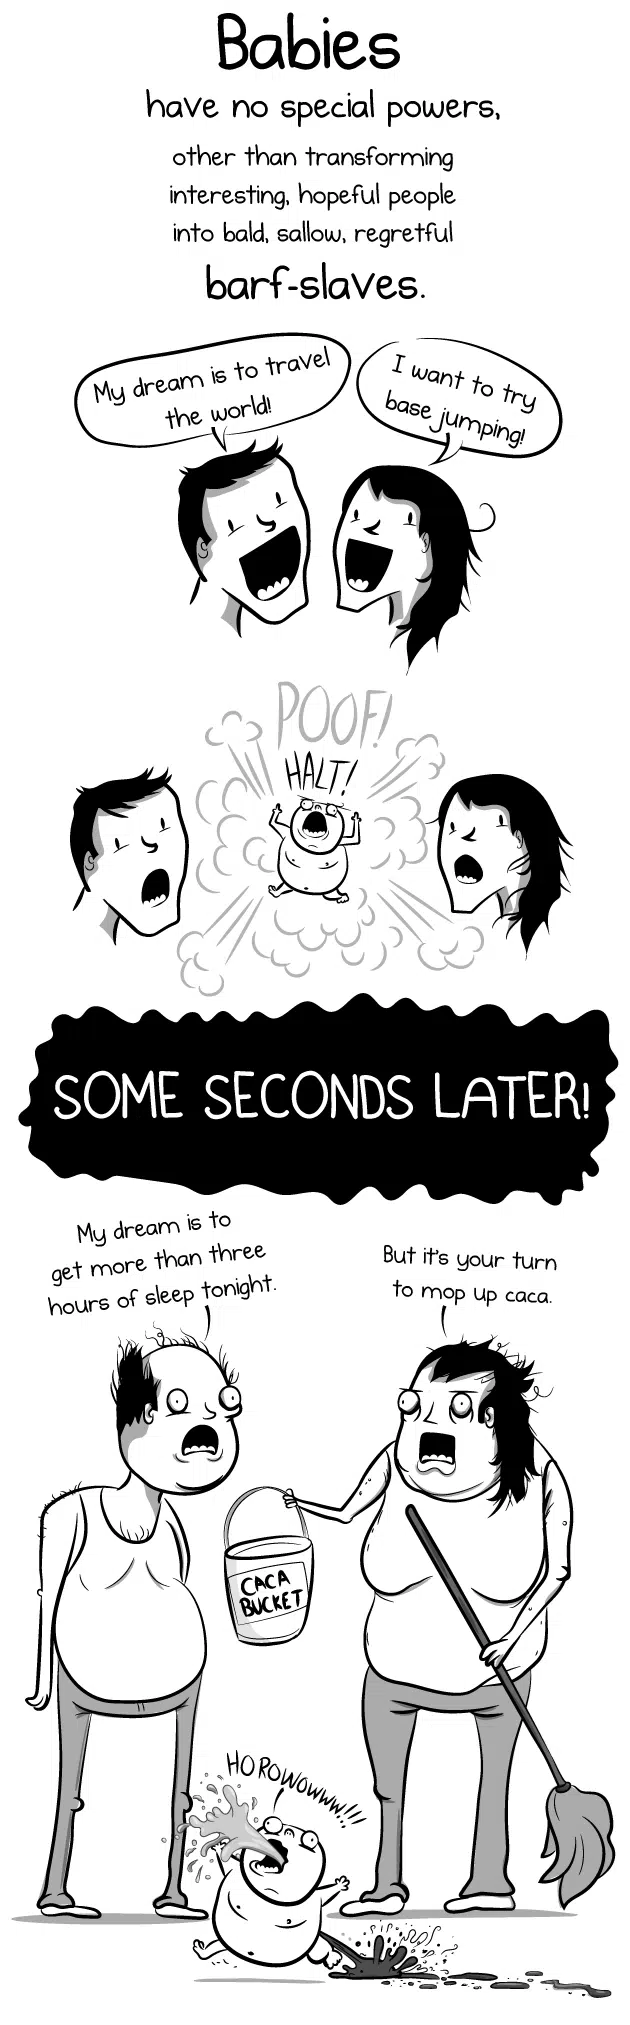 Babies
have no special powers,
other than transforming
interesting, hopeful people
into bald, sallow, regretful
barf-slaves.
My dream is to travel
the world!
I want to try
base jumping!
POOF!
HALT!
SOME SECONDS LATER!
My dream is to
get more than three
hours of sleep tonight.
But it's your turn
to mop up caca.
CACA
BUCKET
HOROWOWWW!!!